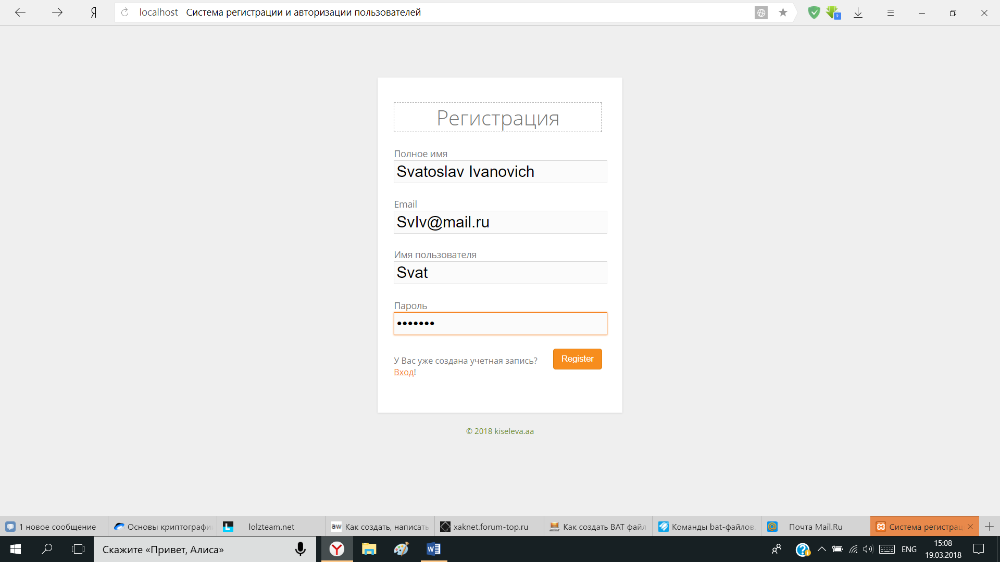 Я
localhost Система регистрации и авторизации пользователей
Регистрация
Полное имя
Svatoslav Ivanovich
Email
SvIv@mail.ru
Имя пользователя
Svat
Пароль
•••••••
У Вас уже создана учетная запись?
Вход!
Register
© 2018 kiseleva.aa
1 новое сообщение
Основы криптографи
lolzteam.net
aw Как создать, написать
xaknet.forum-top.ru
Как создать BAT файл
Команды bat-файлов.
Почта Mail.Ru
Система регистрац
Скажите «Привет, Алиса»
ENG
15:08
19.03.2018